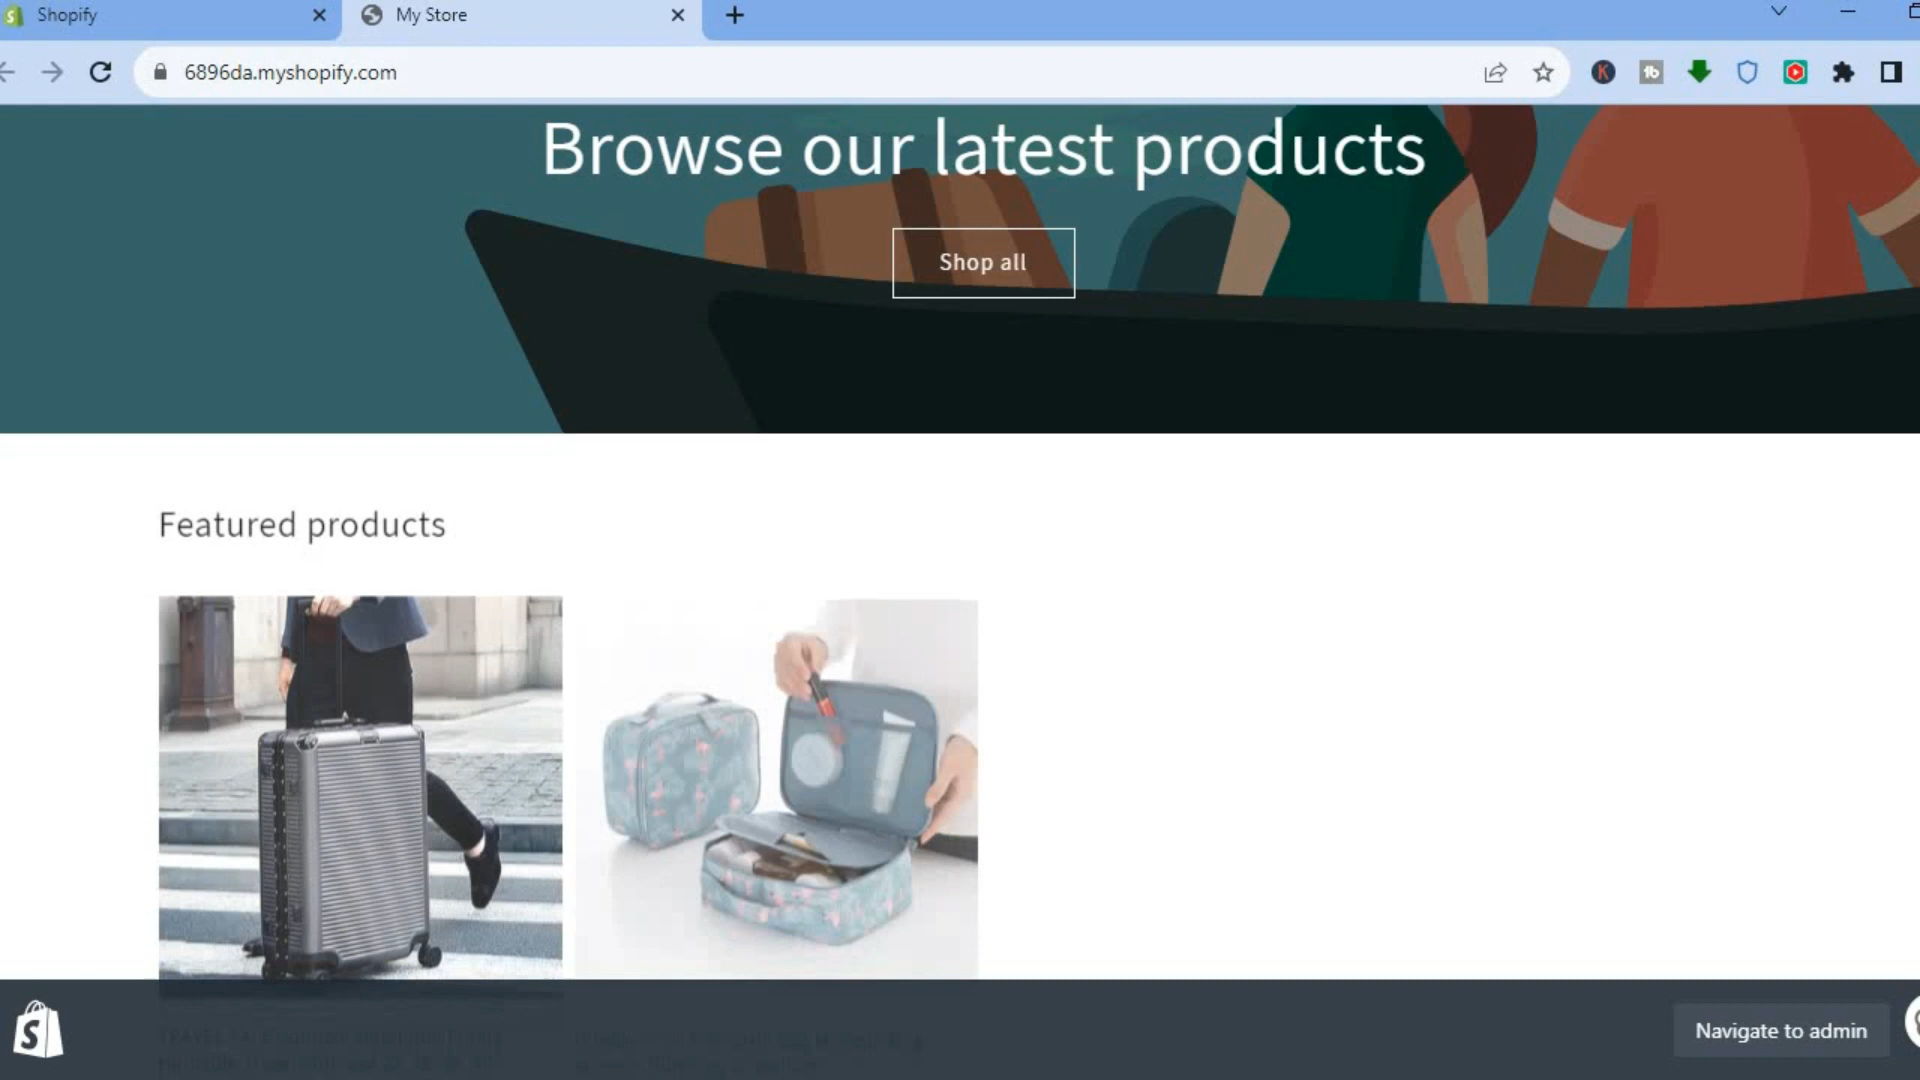 Shopify
My Store
6896da.myshopify.com
Browse our latest products
Shop all
Featured products
Navigate to admin